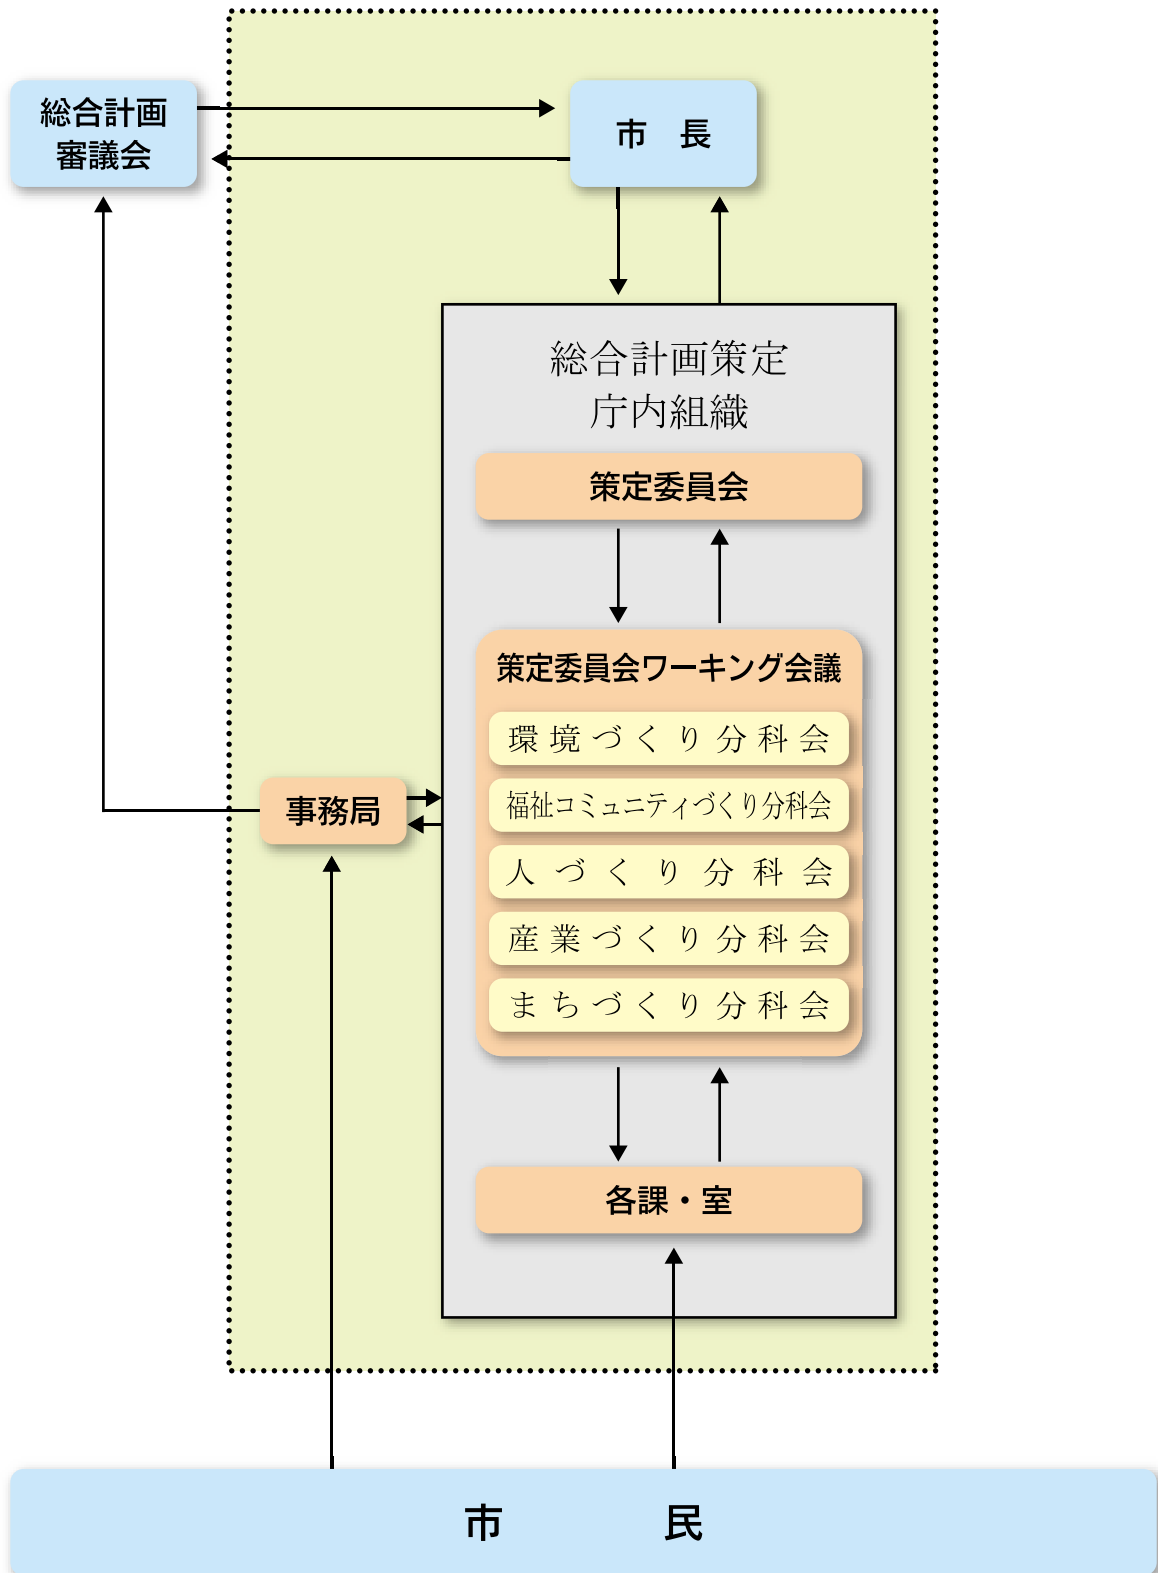 総合計画
審議会
市　長
総合計画策定
庁内組織
策定委員会
策定委員会ワーキング会議
環境づくり分科会
福祉コミュニティづくり分科会
人づくり分科会
産業づくり分科会
まちづくり分科会
事務局
各課・室
市　民